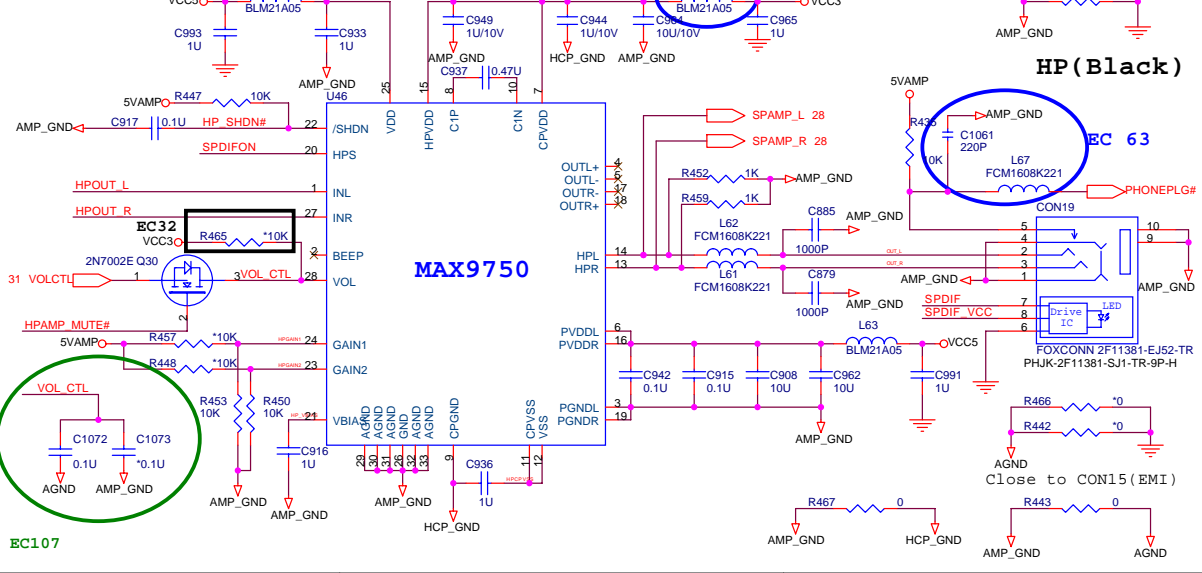 VCC5
BLM21A05
C993
1U
C933
1U
AMP_GND
C949
1U/10V
AMP_GND
C944
1U/10V
HCP_GND
C964
10U/10V
AMP_GND
BLM21A05
VCC3
C965
1U
AMP_GND
HP(Black)
C937
0.47U
5VAMP
R447
10K
AMP_GND
C917
0.1U
HP_SHDN#
SPDIFON
HPOUT_L
HPOUT_R
EC32
VCC3
R465
*10K
2N7002E Q30
31 VOLCTL
1
3
2
VOL_CTL
HPAMP_MUTE#
5VAMP
R457
*10K
HPGAIN1
R448
*10K
HPGAIN2
VOL_CTL
R453
10K
R450
10K
C1072
0.1U
C1073
*0.1U
AGND
AMP_GND
EC107
AMP_GND
C916
1U
AMP_GND
U46
25
15
8
10
7
VDD
HPVDD
C1P
C1N
CPVDD
22
/SHDN
20
HPS
1
INL
27
INR
2
BEEP
28
VOL
24
GAIN1
23
GAIN2
21
VBIAS
MAX9750
OUTL+
4
OUTL-
5
OUTR-
17
OUTR+
18
HPL
14
HPR
13
PVDDL
6
PVDDR
16
PGNDL
3
PGNDR
19
AGND
AGND
AGND
GND
AGND
AGND
CPGND
CPVSS
VSS
29
30
31
26
32
33
9
11
12
AMP_GND
C936
1U
HCP_GND
SPAMP_L 28
SPAMP_R 28
R452
1K
AMP_GND
R459
1K
L62
FCM1608K221
L61
FCM1608K221
C885
1000P
AMP_GND
C879
1000P
AMP_GND
OUT_L
OUT_R
L63
BLM21A05
VCC5
C942
0.1U
C915
0.1U
C908
10U
C962
10U
C991
1U
AMP_GND
5VAMP
10K
AMP_GND
C1061
220P
EC 63
L67
FCM1608K221
PHONEPLG#
CON19
5
4
2
3
1
7
8
6
10
9
AMP_GND
AMP_GND
SPDIF
SPDIF_VCC
Drive
IC
LED
FOXCONN 2F11381-EJ52-TR
PHJK-2F11381-SJ1-TR-9P-H
R466
*0
R442
*0
AGND
Close to CON15(EMI)
R467
0
AMP_GND
HCP_GND
R443
0
AMP_GND
AGND